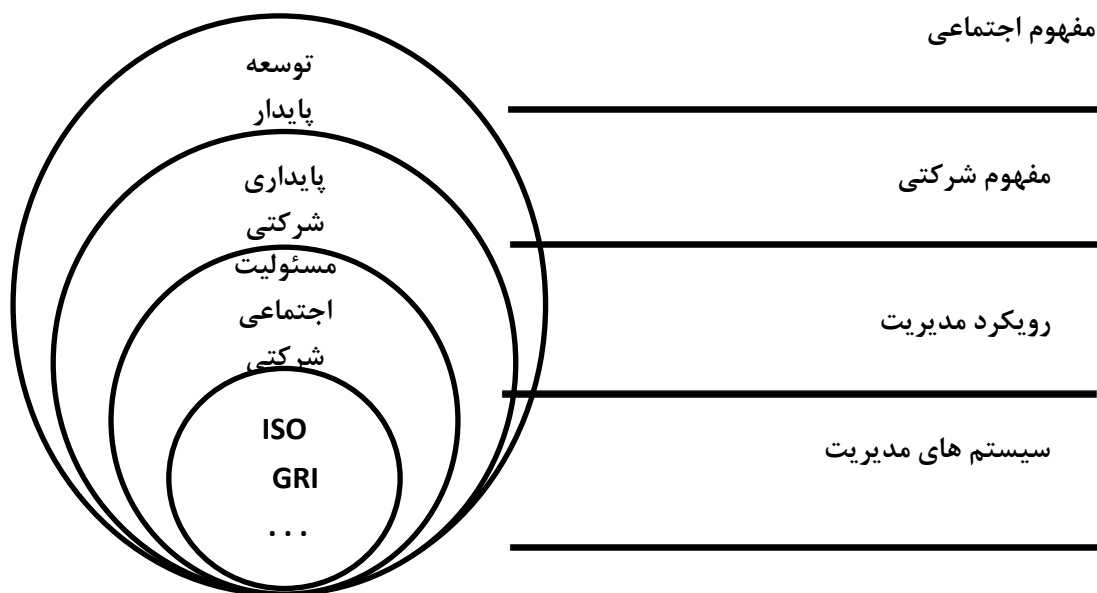 مفهوم اجتماعی
توسعه
پایدار
مفهوم شرکتی
پایداری
شرکتی
رویکرد مدیریت
مسئولیت
اجتماعی
شرکتی
سیستم های مدیریت
ISO
GRI
...